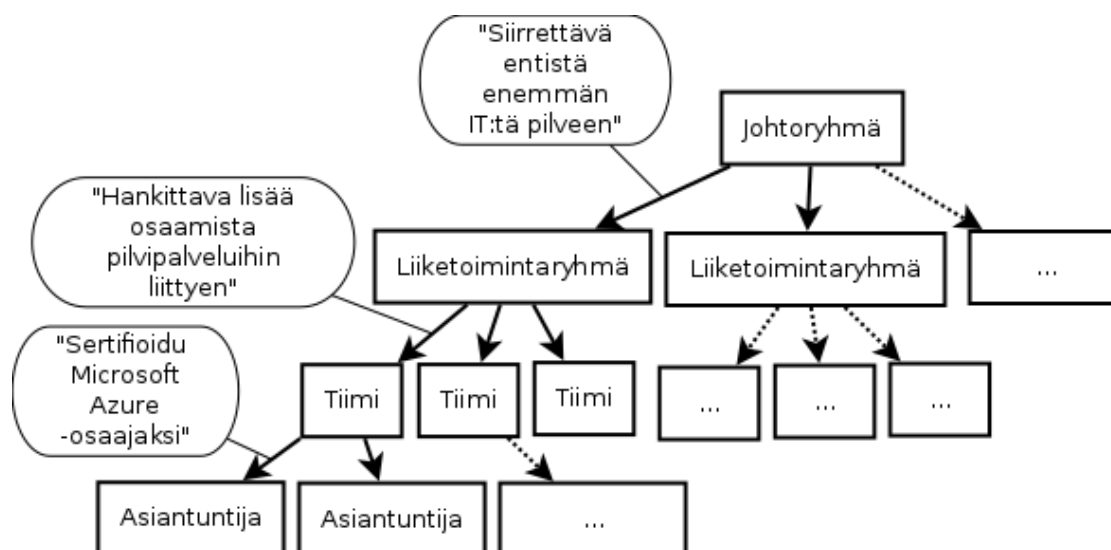 "Siirrettävä
entistä
enemmän
IT:tä pilveen"
Johtoryhmä
"Hankittava lisää
osaamista
pilvipalveluihin
liittyen"
Liiketoimintaryhmä
Liiketoimintaryhmä
...
"Sertifioidu
Microsoft
Azure
-osaajaksi"
Tiimi
Tiimi
Tiimi
...
...
...
Asiantuntija
Asiantuntija
...